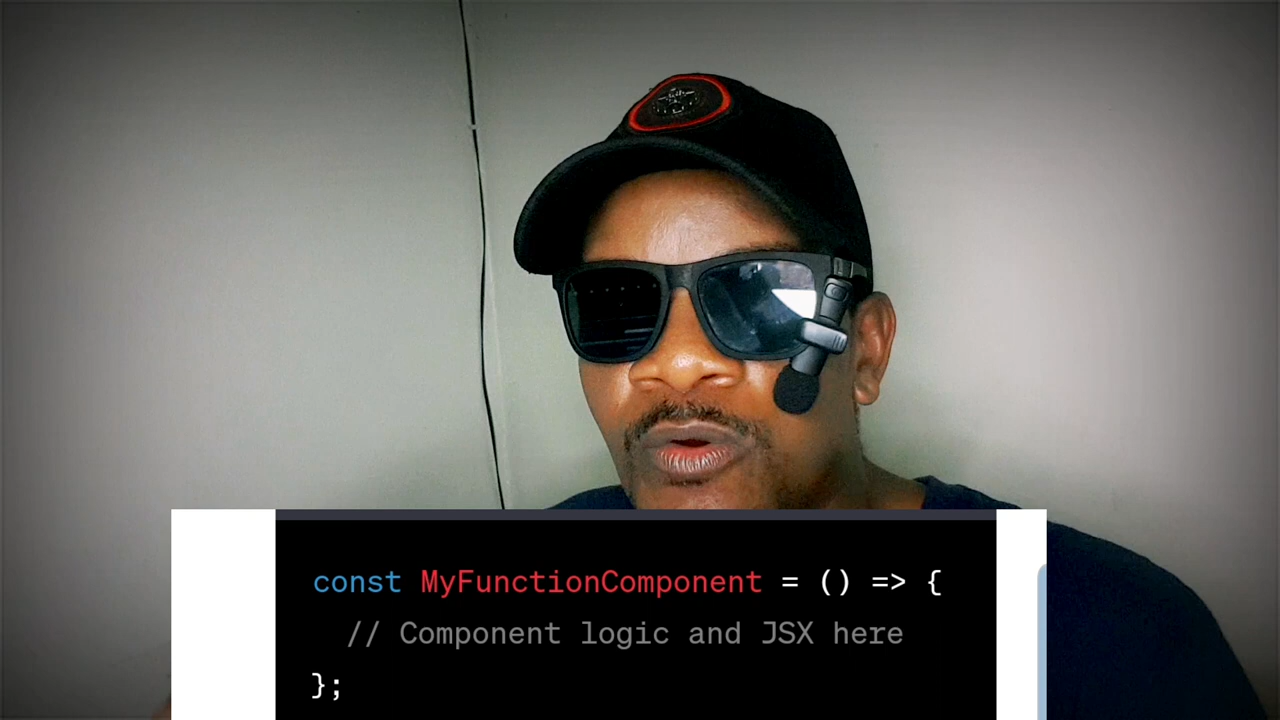 const MyFunctionComponent = () => {
// Component logic and JSX here
};